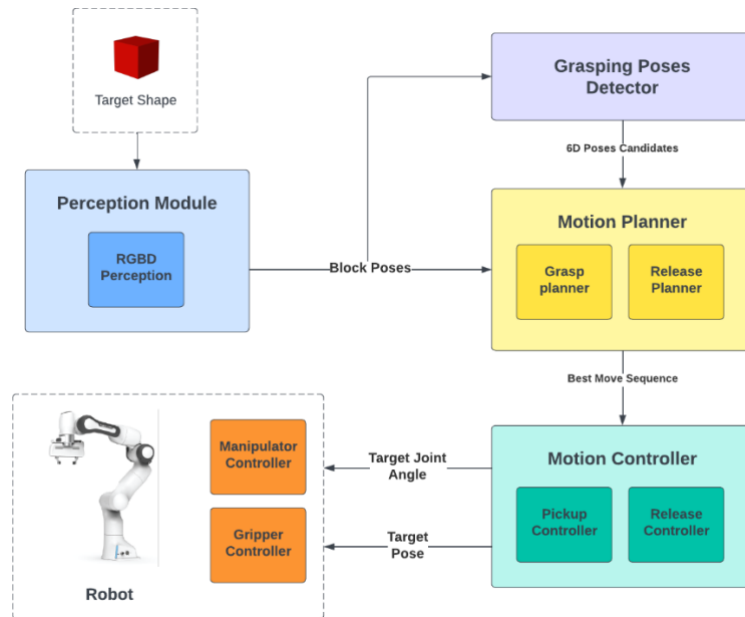 Target Shape
Grasping Poses
Detector
6D Poses Candidates
Perception Module
RGBD
Perception
Block Poses
Motion Planner
Grasp
planner
Release
Planner
Best Move Sequence
Manipulator
Controller
Gripper
Controller
Robot
Target Joint
Angle
Target
Pose
Motion Controller
Pickup
Controller
Release
Controller